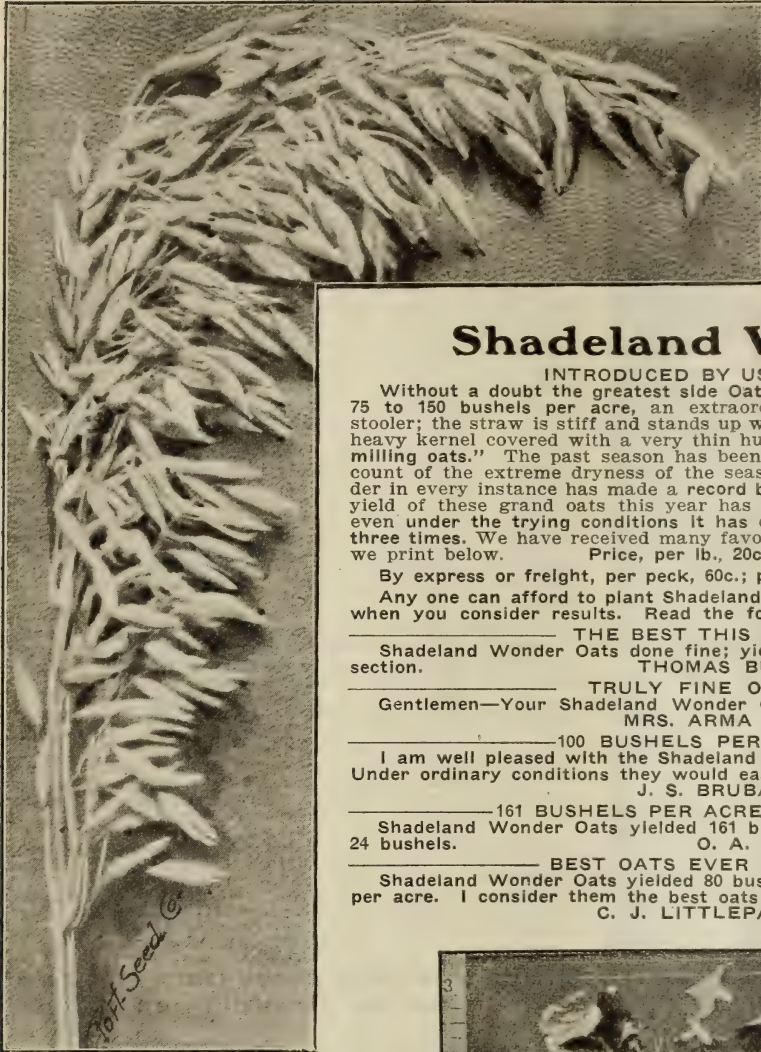 Shadeland W
INTRODUCED BY US
Without a doubt the greatest side Oat
75 to 150 bushels per acre, an extraord
stooler; the straw is stiff and stands up w
heavy kernel covered with a very thin hu
milling oats." The past season has been
count of the extreme dryness of the seas
der in every instance has made a record b
yield of these grand oats this year has
even under the trying conditions it has
three times. We have received many favo
we print below. Price, per lb., 20c
By express or freight, per peck, 60c.; p
Any one can afford to plant Shadeland
when you consider results. Read the fo
THE BEST THIS
Shadeland Wonder Oats done fine; yie
section. THOMAS B
TRULY FINE O
Gentlemen—Your Shadeland Wonder
MRS. ARMA
100 BUSHELS PER
I am well pleased with the Shadeland
Under ordinary conditions they would ea
J. S. BRUBA
161 BUSHELS PER ACRE
Shadeland Wonder Oats yielded 161 b
24 bushels. O. A.
BEST OATS EVER
Shadeland Wonder Oats yielded 80 bus
per acre. I consider them the best oats
C. J. LITTLEPA
Seed Co.
3